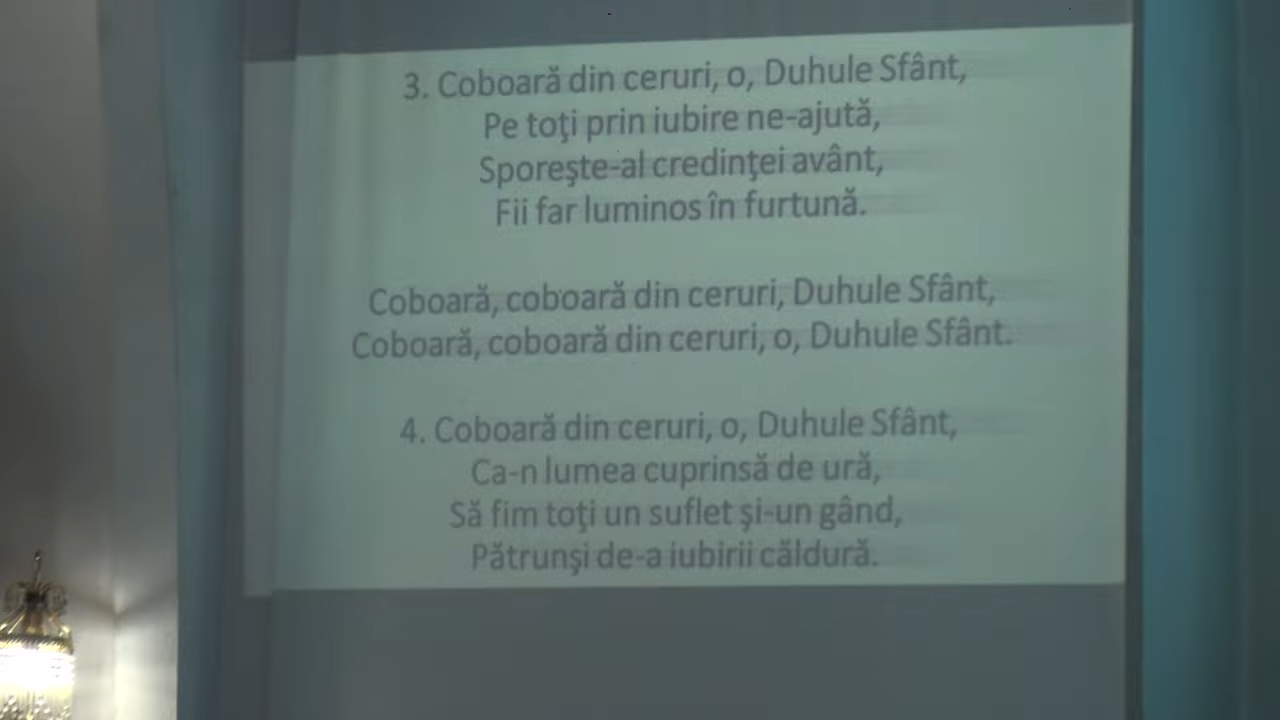 3. Coboară din ceruri, o, Duhule Sfânt,
Pe toţi prin iubire ne-ajută,
Sporeşte-al credinţei avânt,
Fii far luminos în furtună.
Coboară, coboară din ceruri, Duhule Sfânt,
Coboară, coboară din ceruri, o, Duhule Sfânt.
4. Coboară din ceruri, o, Duhule Sfânt,
Ca-n lumea cuprinsă de ură,
Să fim toţi un suflet şi-un gând,
Pătrunşi de-a iubirii căldură.